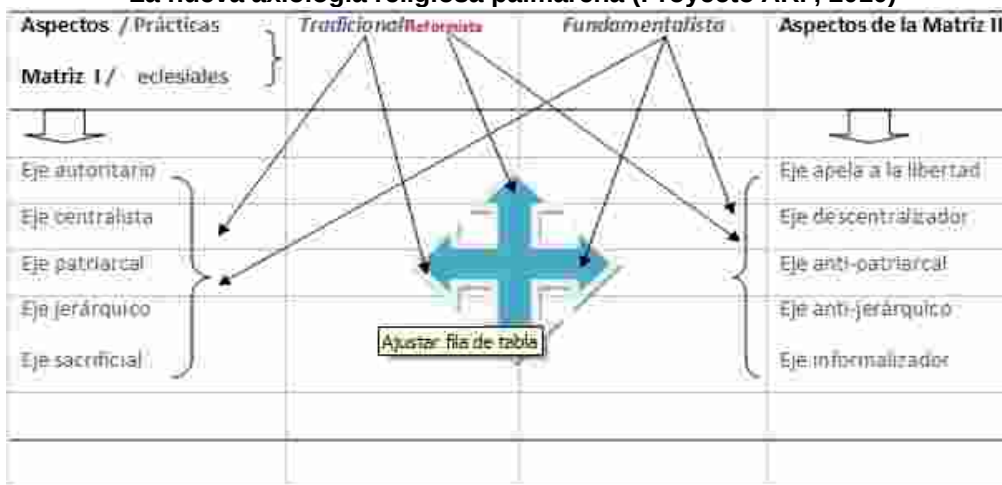 La nueva axiología religiosa palmareña (Proyecto ARP, 2010)
Aspectos / Prácticas
Matriz I / eclesiales
Tradicional Reformista
Fundamentalista
Aspectos de la Matriz II
Eje autoritario
Eje centralista
Eje patriarcal
Eje jerárquico
Eje sacrificial
Ajustar fila de tabla
Eje apela a la libertad
Eje descentralizador
Eje anti-patriarcal
Eje anti-jerárquico
Eje informalizador